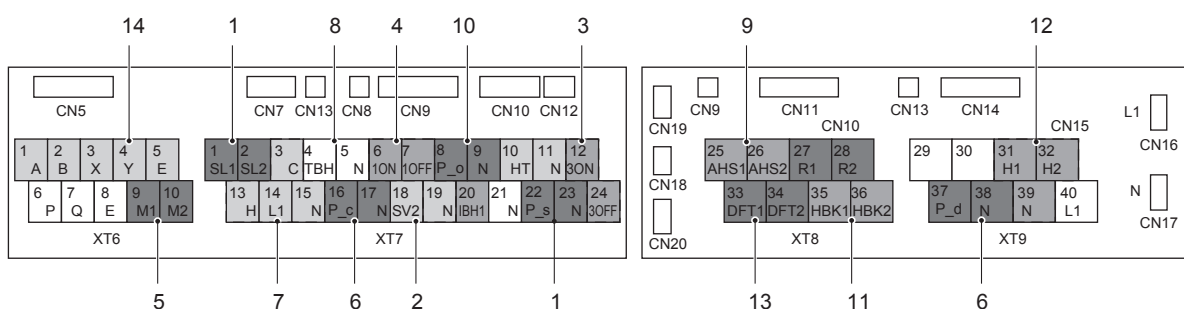 14 1 8 4 10 3 9 12
CN5 CN7 CN13 CN8 CN9 CN10 CN12
CN19 CN9 CN11 CN13 CN14 L1 CN16
CN10 CN15
1 2 3 4 5 1 2 3 4 5 6 7 8 9 10 11 12
A B X Y E SL1 SL2 C TBH N 1ON 1OFF P_o N HT N 3ON
25 26 27 28 29 30 31 32
AHS1 AHS2 R1 R2 H1 H2
CN18
6 7 8 9 10 13 14 15 16 17 18 19 20 21 22 23 24
P Q E M1 M2 H L1 N P_c N SV2 N IBH1 N P_s N 3OFF
33 34 35 36 37 38 39 40
DFT1 DFT2 HBK1 HBK2 P_d N N L1
N CN17
CN20
XT6 XT7 XT8 XT9
5 7 6 2 1 13 11 6